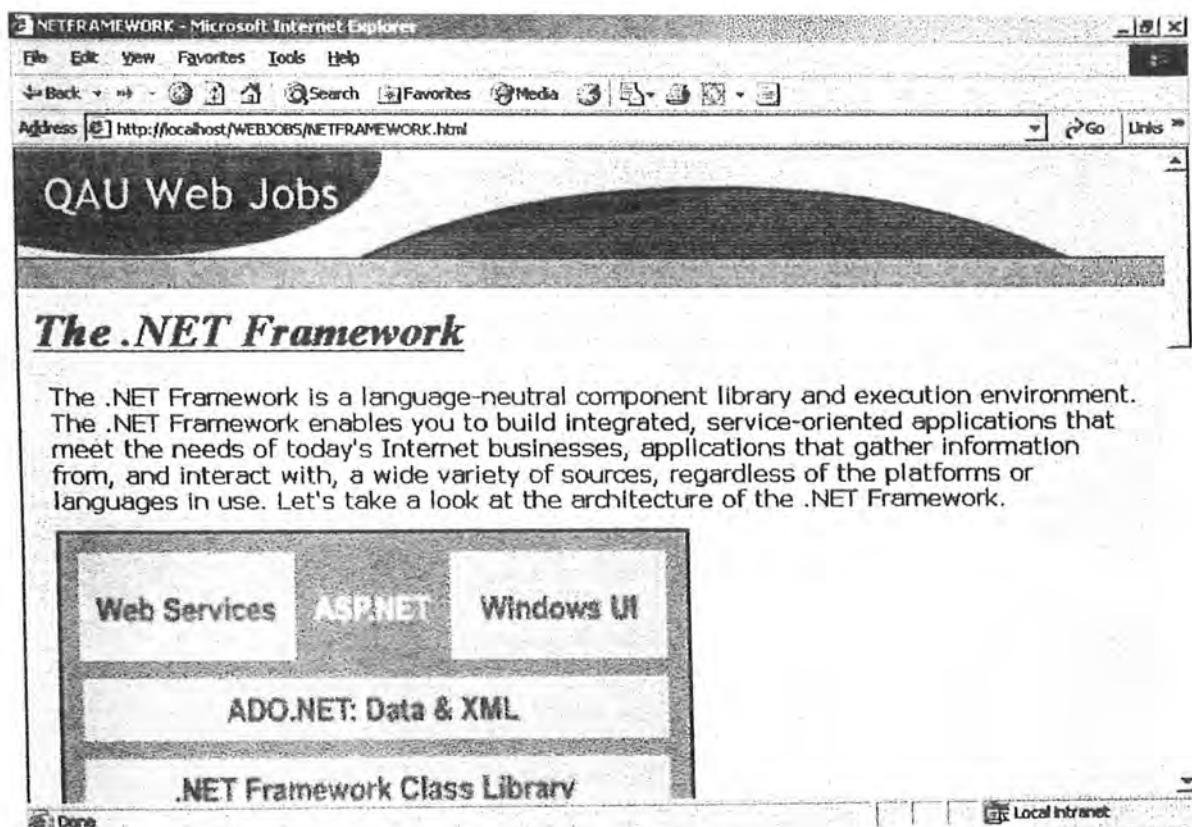 NETFRAMEWORK - Microsoft Internet Explorer
File Edit View Favorites Tools Help
Back Search Favorites Media
Address http://localhost/WEBJOBS/NETFRAMEWORK.html Go Links »
QAU Web Jobs
The .NET Framework
The .NET Framework is a language-neutral component library and execution environment.
The .NET Framework enables you to build integrated, service-oriented applications that
meet the needs of today's Internet businesses, applications that gather information
from, and interact with, a wide variety of sources, regardless of the platforms or
languages in use. Let's take a look at the architecture of the .NET Framework.
Web Services ASP.NET Windows UI
ADO.NET: Data & XML
.NET Framework Class Library
Done Local intranet